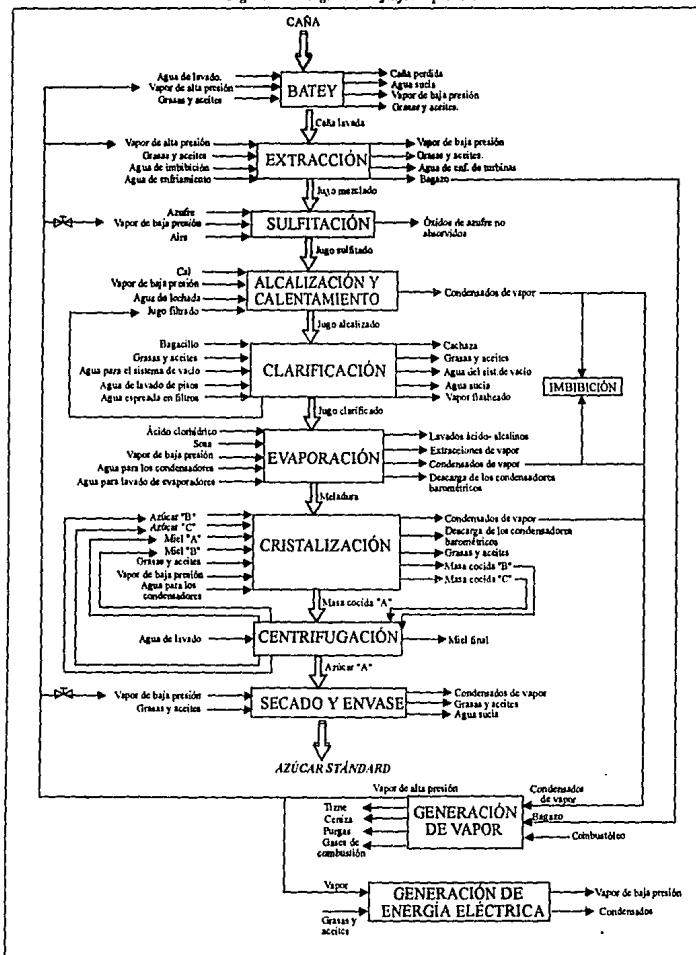 CAÑA
Agua de lavado.
Vapor de alta presión
Grasas y aceites
BATEY
Caña perdida
Agua sucia
Vapor de baja presión
Grasas y aceites.
Caña lavada
Vapor de alta presión
Grasas y aceites
Agua de imbibición
Agua de enfriamiento
EXTRACCIÓN
Vapor de baja presión
Grasas y aceites.
Agua de enf. de turbinas
Bagazo
Jugo mezclado
Azufre
Vapor de baja presión
Aire
SULFITACIÓN
Óxidos de azufre no
absorvidos
Jugo sulfitado
Cal
Vapor de baja presión
Agua de lechada
Jugo filtrado
ALCALIZACIÓN Y
CALENTAMIENTO
Condensados de vapor
Jugo alcalizado
Bagacillo
Grasas y aceites
Agua para el sistema de vacío
Agua de lavado de pisos
Agua espreada en filtros
CLARIFICACIÓN
Cachaza
Grasas y aceites
Agua del sist. de vacío
Agua sucia
Vapor flasheado
IMBIBICIÓN
Jugo clarificado
Ácido clorhídrico
Sosa
Vapor de baja presión
Agua para los condensadores
Agua para lavado de evaporadores
EVAPORACIÓN
Lavados ácido- alcalinos
Extracciones de vapor
Condensados de vapor
Descarga de los condensadores
barométricos
Meladura
Azúcar "B"
Azúcar "C"
Miel "A"
Miel "B"
Grasas y aceites
Vapor de baja presión
Agua para los
condensadores
CRISTALIZACIÓN
Condensados de vapor
Descarga de los condensadores
barométricos
Grasas y aceites
Masa cocida "B"
Masa cocida "C"
Masa cocida "A"
Agua de lavado
CENTRIFUGACIÓN
Miel final
Azúcar "A"
Vapor de baja presión
Grasas y aceites
SECADO Y ENVASE
Condensados de vapor
Grasas y aceites
Agua sucia
AZÚCAR STÁNDARD
Vapor de alta presión
Tizne
Ceniza
Purgas
Gases de
combustión
GENERACIÓN
DE VAPOR
Condensados
de vapor
Bagazo
Combustóleo
Vapor
Grasas y
aceites
GENERACIÓN DE
ENERGÍA ELÉCTRICA
Vapor de baja presión
Condensados